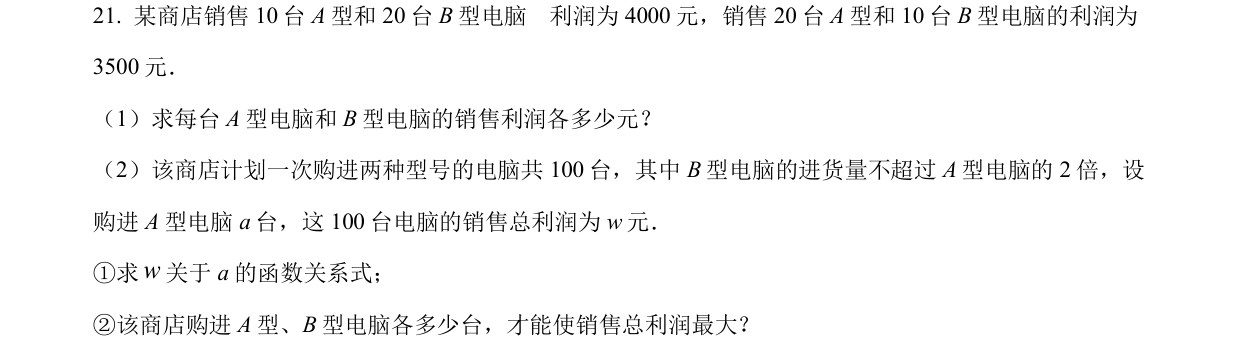 21. 某商店销售 10 台 A 型和 20 台 B 型电脑 利润为 4000 元，销售 20 台 A 型和 10 台 B 型电脑的利润为
3500 元．
（1）求每台 A 型电脑和 B 型电脑的销售利润各多少元？
（2）该商店计划一次购进两种型号的电脑共 100 台，其中 B 型电脑的进货量不超过 A 型电脑的 2 倍，设
购进 A 型电脑 a 台，这 100 台电脑的销售总利润为 w 元．
①求 w 关于 a 的函数关系式；
②该商店购进 A 型、B 型电脑各多少台，才能使销售总利润最大？